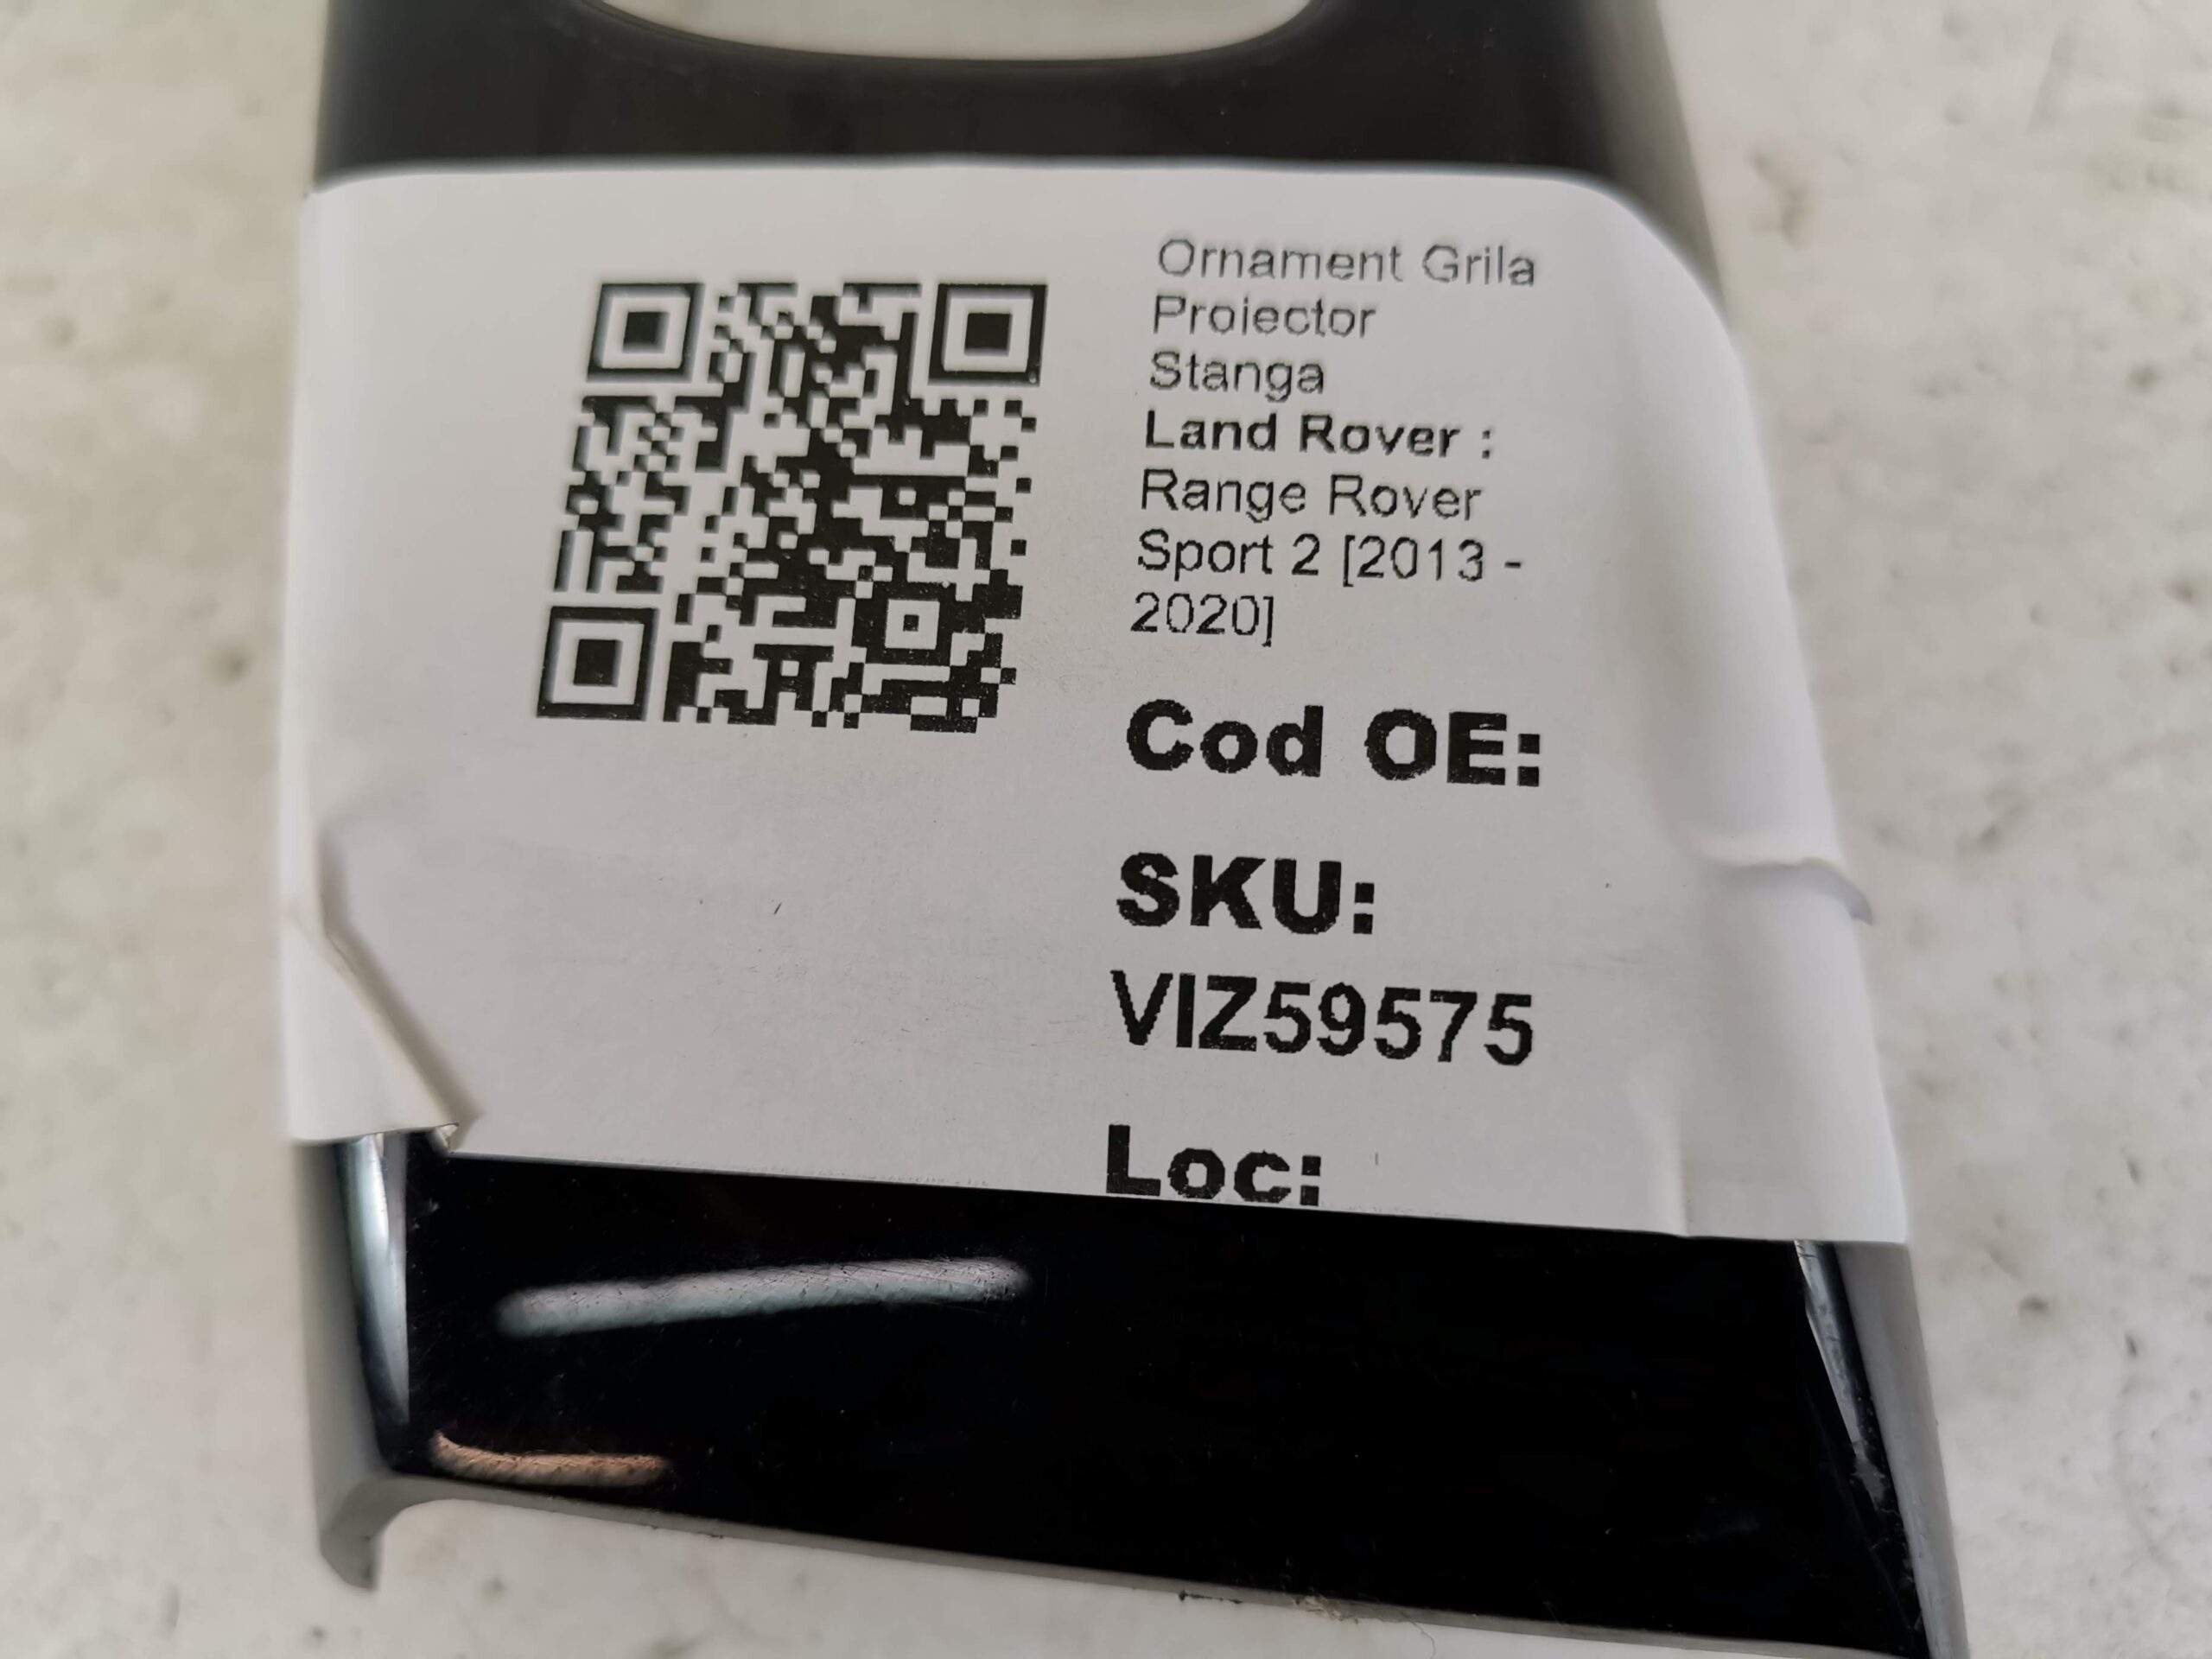 Ornament Grila
Proiector
Stanga
Land Rover :
Range Rover
Sport 2 [2013 -
2020]
Cod OE:
SKU:
VIZ59575
Loc: